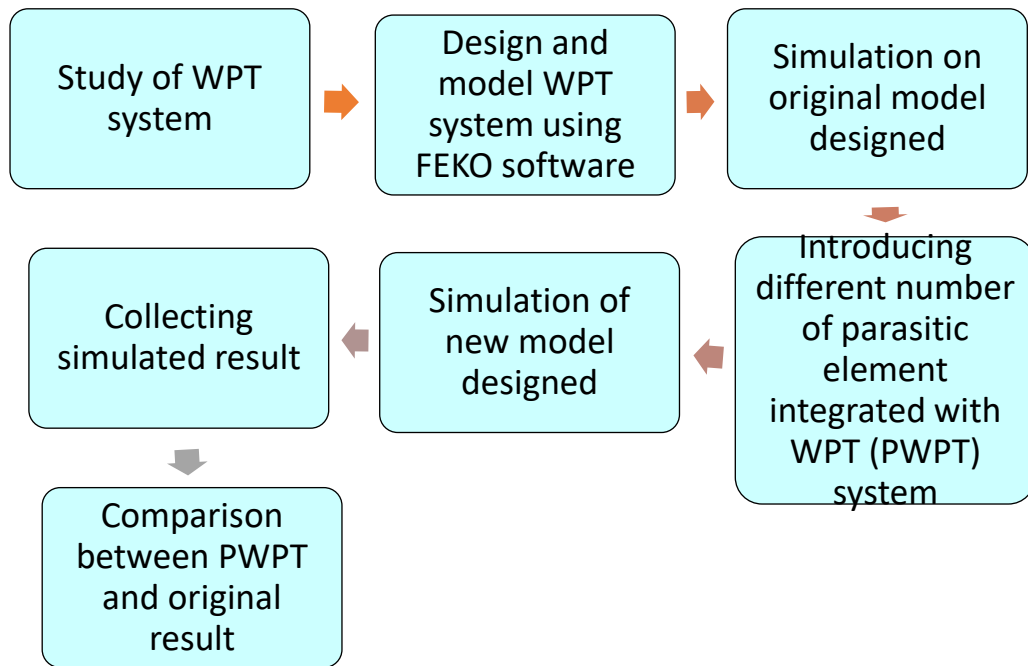 Study of WPT
system
Design and
model WPT
system using
FEKO software
Simulation on
original model
designed
Introducing
different number
of parasitic
element
integrated with
WPT (PWPT)
system
Simulation of
new model
designed
Collecting
simulated result
Comparison
between PWPT
and original
result